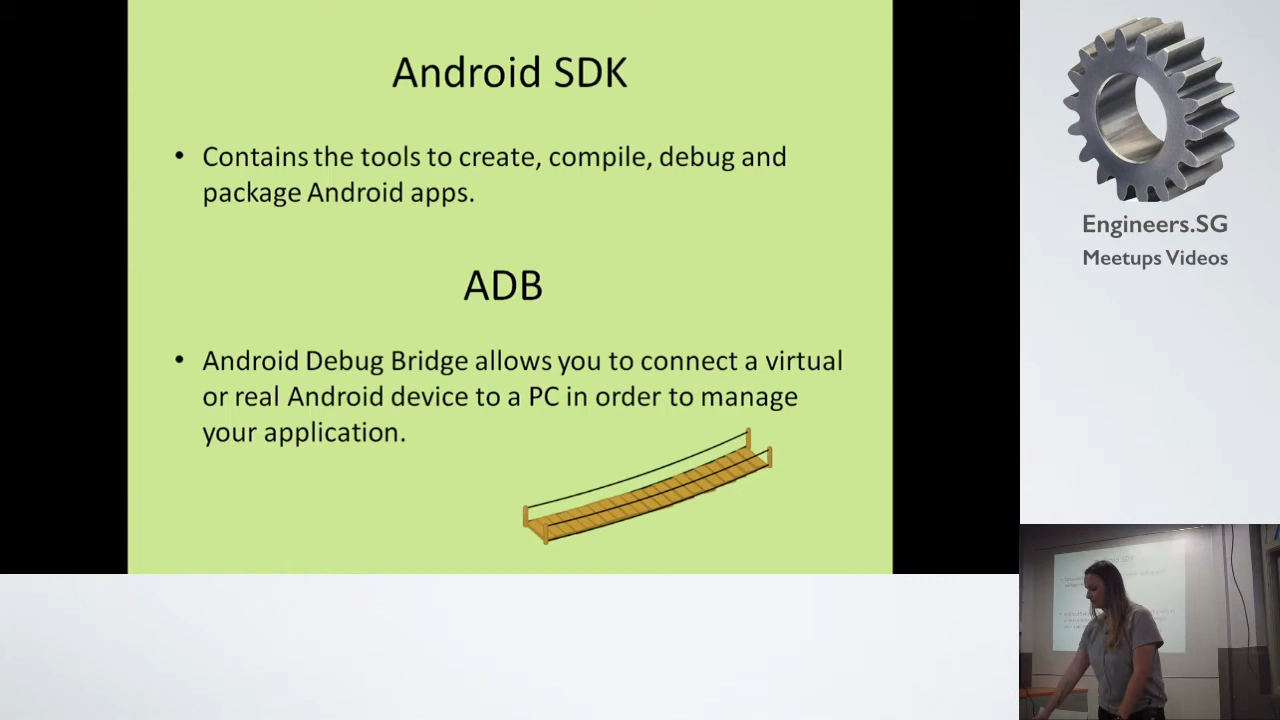 Android SDK
• Contains the tools to create, compile, debug and
package Android apps.
ADB
• Android Debug Bridge allows you to connect a virtual
or real Android device to a PC in order to manage
your application.
Engineers.SG
Meetups Videos